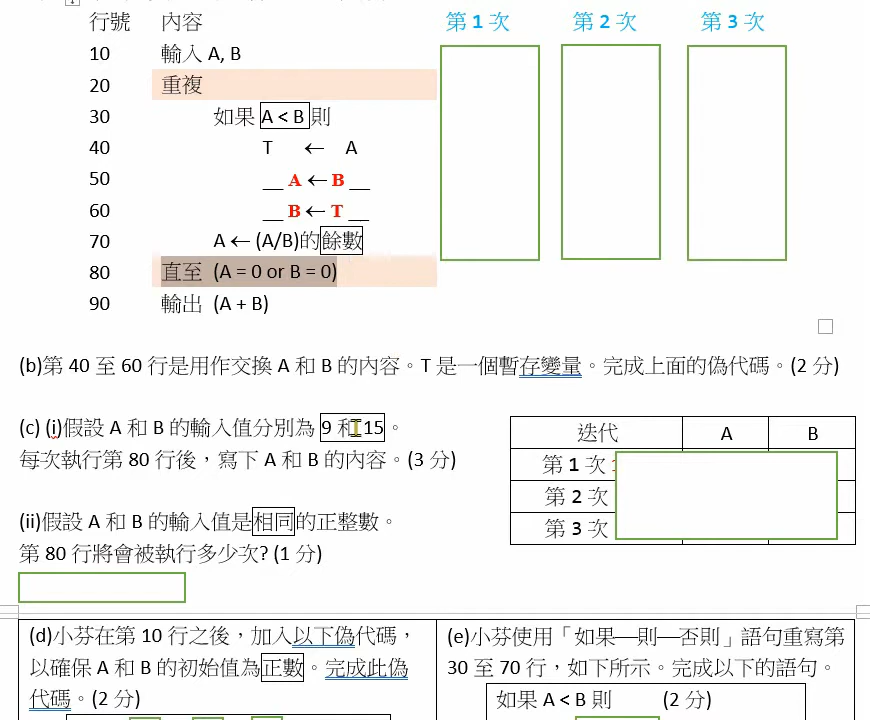 行號 內容 第 1 次 第 2 次 第 3 次
10 輸入 A, B
20 重複
30 如果 A < B 則
40 T ← A
50 __ A ← B __
60 __ B ← T __
70 A ← (A/B)的餘數
80 直至 (A = 0 or B = 0)
90 輸出 (A + B)
(b)第 40 至 60 行是用作交換 A 和 B 的內容。T 是一個暫存變量。完成上面的偽代碼。(2 分)
(c) (i)假設 A 和 B 的輸入值分別為 9 和 15。
每次執行第 80 行後，寫下 A 和 B 的內容。(3 分)
迭代 A B
第 1 次
第 2 次
第 3 次
(ii)假設 A 和 B 的輸入值是相同的正整數。
第 80 行將會被執行多少次? (1 分)
(d)小芬在第 10 行之後，加入以下偽代碼，
以確保 A 和 B 的初始值為正數。完成此偽
代碼。(2 分)
(e)小芬使用「如果—則—否則」語句重寫第
30 至 70 行，如下所示。完成以下的語句。
如果 A < B 則 (2 分)